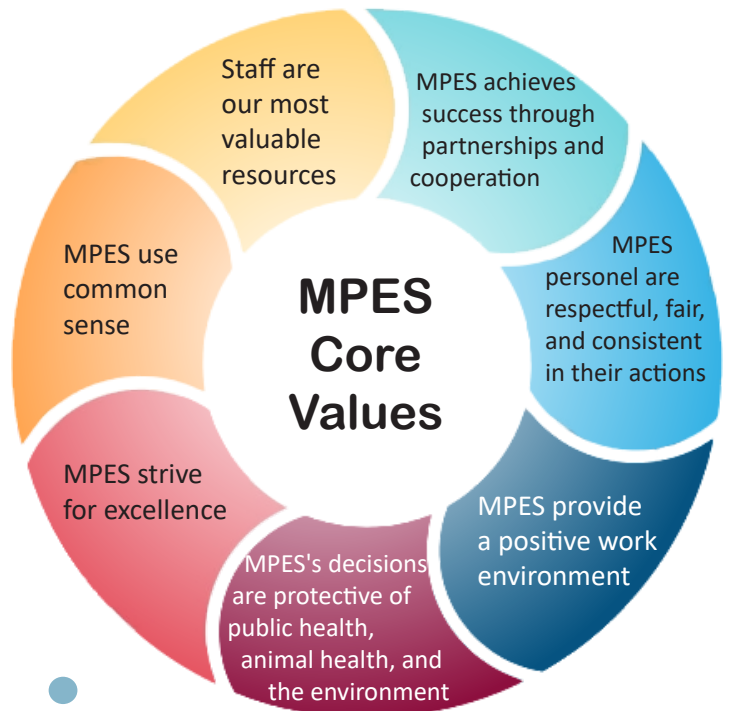 MPES
Core
Values
Staff are
our most
valuable
resources
MPES achieves
success through
partnerships and
cooperation
MPES
personel are
respectful, fair,
and consistent
in their actions
MPES provide
a positive work
environment
MPES's decisions
are protective of
public health,
animal health, and
the environment
MPES strive
for excellence
MPES use
common
sense